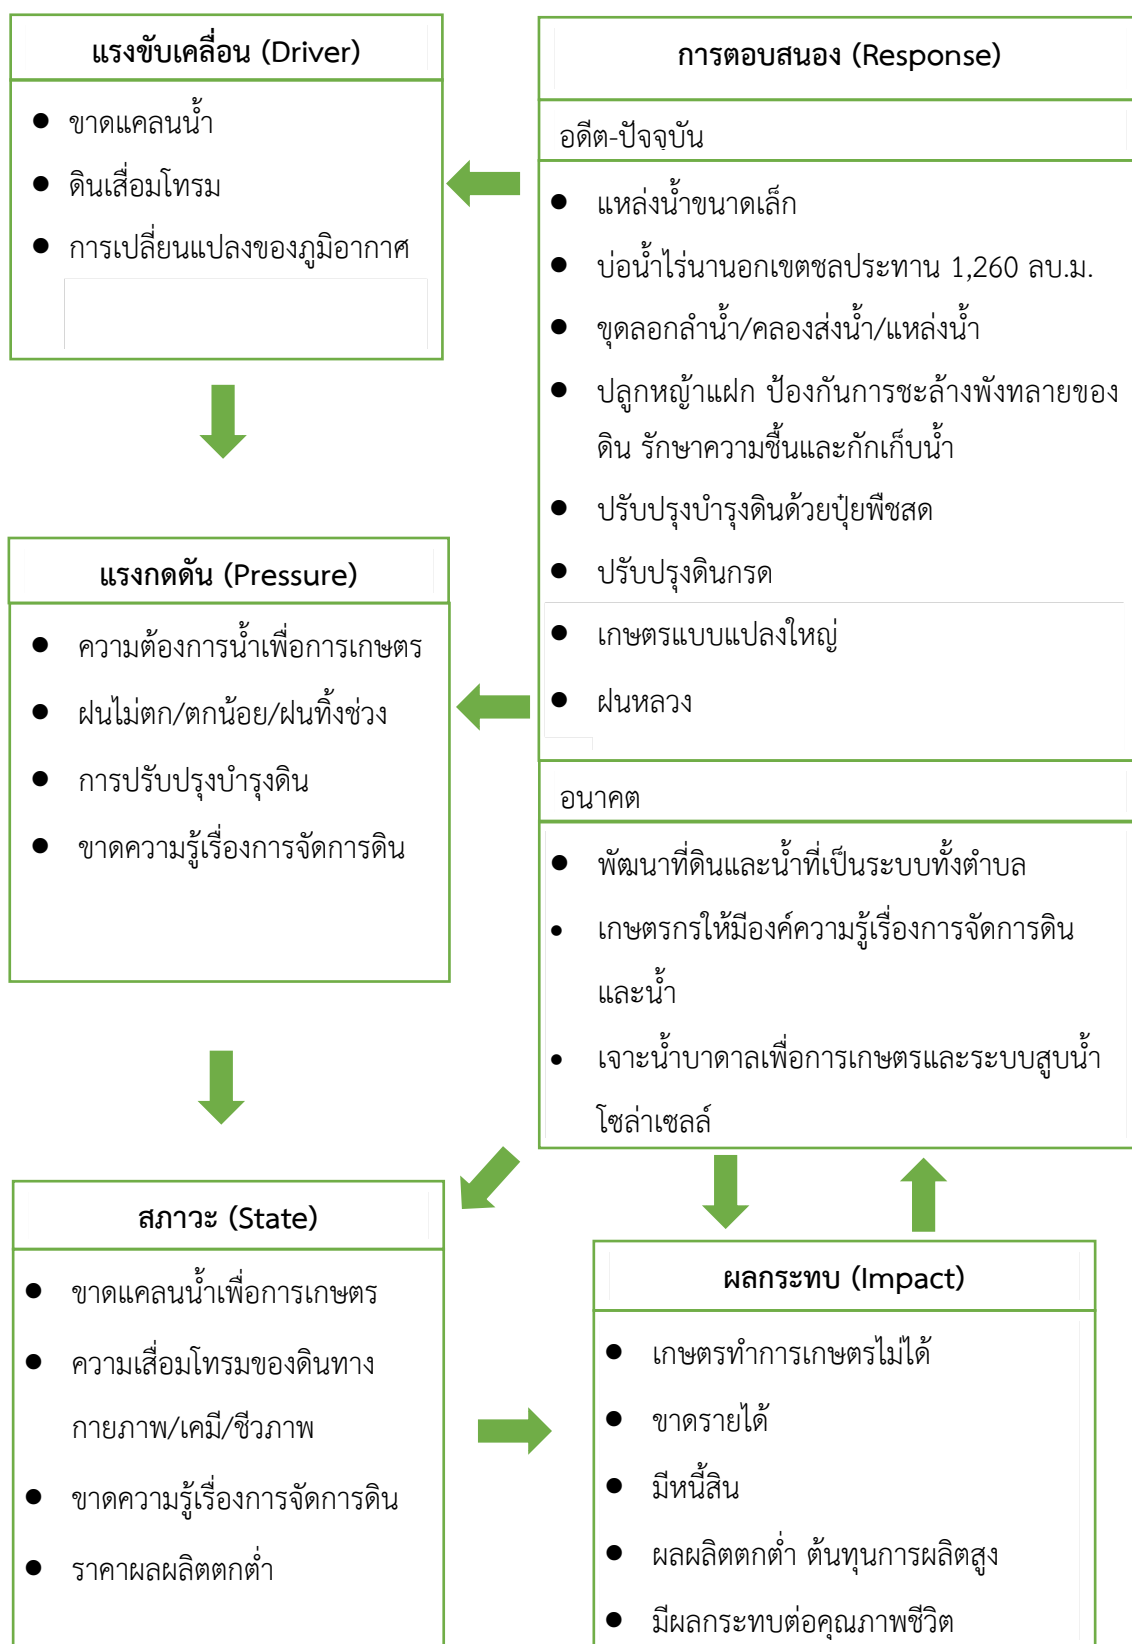 แรงขับเคลื่อน (Driver)
ขาดแคลนน้ำ
ดินเสื่อมโทรม
การเปลี่ยนแปลงของภูมิอากาศ
การตอบสนอง (Response)
อดีต-ปัจจุบัน
แหล่งน้ำขนาดเล็ก
บ่อน้ำไร่นานอกเขตชลประทาน 1,260 ลบ.ม.
ขุดลอกลำน้ำ/คลองส่งน้ำ/แหล่งน้ำ
ปลูกหญ้าแฝก ป้องกันการชะล้างพังทลายของ
ดิน รักษาความชื้นและกักเก็บน้ำ
ปรับปรุงบำรุงดินด้วยปุ๋ยพืชสด
ปรับปรุงดินกรด
เกษตรแบบแปลงใหญ่
ฝนหลวง
อนาคต
พัฒนาที่ดินและน้ำที่เป็นระบบทั้งตำบล
เกษตรกรให้มีองค์ความรู้เรื่องการจัดการดิน
และน้ำ
เจาะน้ำบาดาลเพื่อการเกษตรและระบบสูบน้ำ
โซล่าเซลล์
แรงกดดัน (Pressure)
ความต้องการน้ำเพื่อการเกษตร
ฝนไม่ตก/ตกน้อย/ฝนทิ้งช่วง
การปรับปรุงบำรุงดิน
ขาดความรู้เรื่องการจัดการดิน
สภาวะ (State)
ขาดแคลนน้ำเพื่อการเกษตร
ความเสื่อมโทรมของดินทาง
กายภาพ/เคมี/ชีวภาพ
ขาดความรู้เรื่องการจัดการดิน
ราคาผลผลิตตกต่ำ
ผลกระทบ (Impact)
เกษตรทำการเกษตรไม่ได้
ขาดรายได้
มีหนี้สิน
ผลผลิตตกต่ำ ต้นทุนการผลิตสูง
มีผลกระทบต่อคุณภาพชีวิต